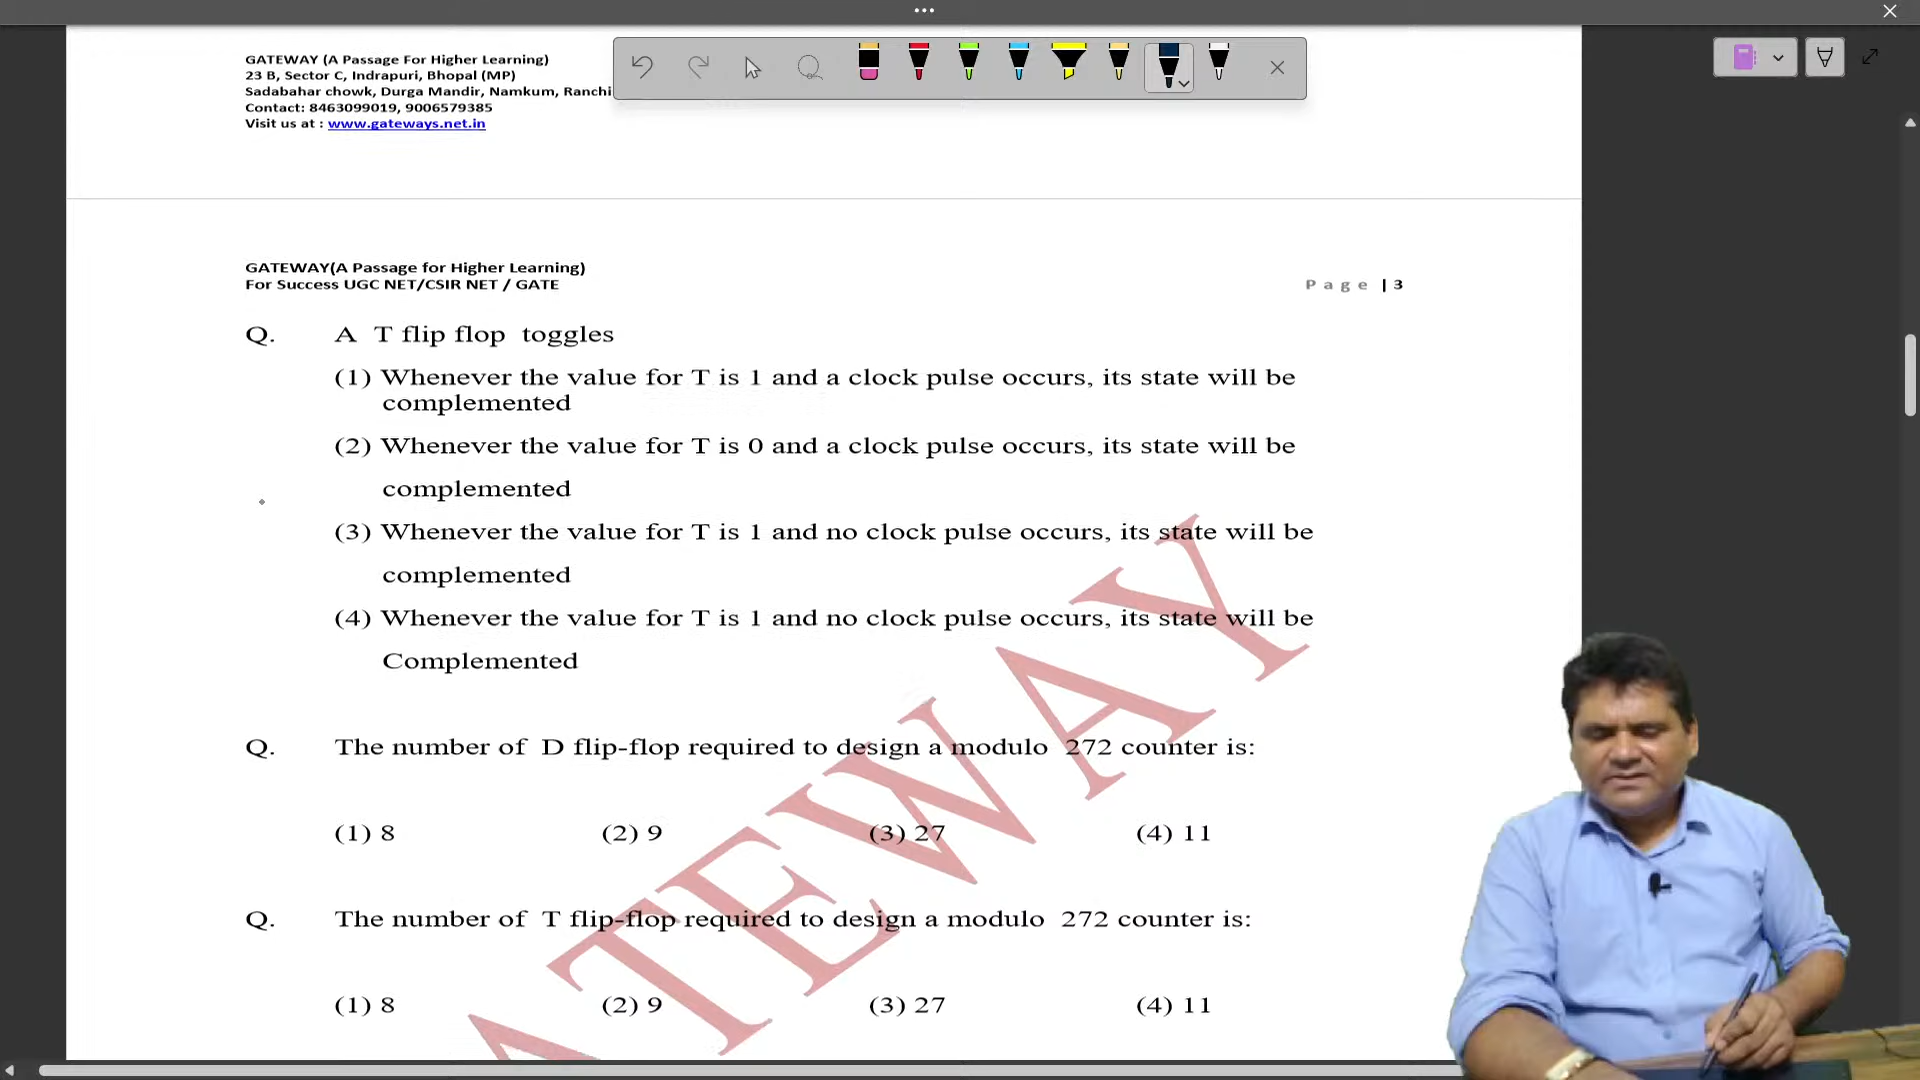 GATEWAY (A Passage For Higher Learning)
23 B, Sector C, Indrapuri, Bhopal (MP)
Sadabahar chowk, Durga Mandir, Namkum, Ranchi
Contact: 8463099019, 9006579385
Visit us at : www.gateways.net.in
GATEWAY(A Passage for Higher Learning)
For Success UGC NET/CSIR NET / GATE
Page | 3
Q. A T flip flop toggles
(1) Whenever the value for T is 1 and a clock pulse occurs, its state will be
complemented
(2) Whenever the value for T is 0 and a clock pulse occurs, its state will be
complemented
(3) Whenever the value for T is 1 and no clock pulse occurs, its state will be
complemented
(4) Whenever the value for T is 1 and no clock pulse occurs, its state will be
Complemented
Q. The number of D flip-flop required to design a modulo 272 counter is:
(1) 8 (2) 9 (3) 27 (4) 11
Q. The number of T flip-flop required to design a modulo 272 counter is:
(1) 8 (2) 9 (3) 27 (4) 11
ATEWAY